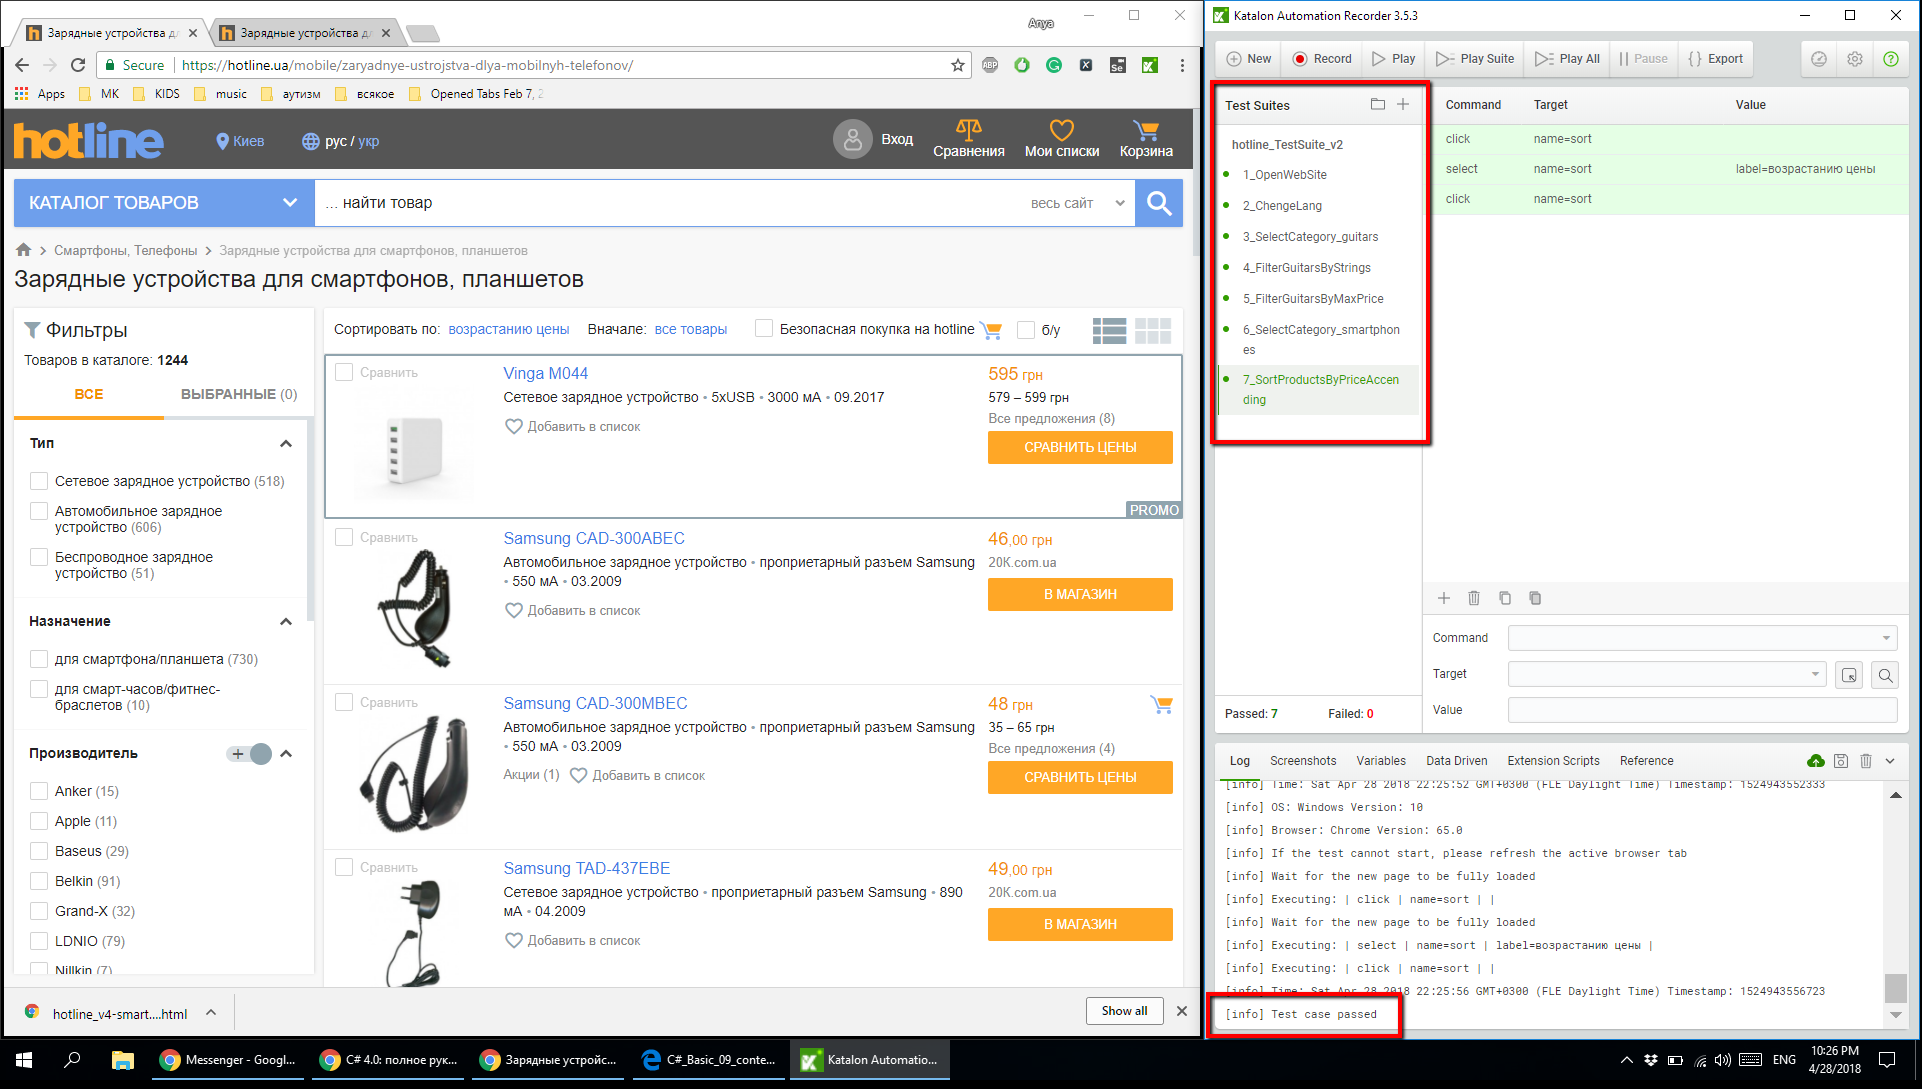 Зарядные устройства дл
Зарядные устройства дл
Anya
Secure
https://hotline.ua/mobile/zaryadnye-ustrojstva-dlya-mobilnyh-telefonov/
Apps
МК
KIDS
music
аутизм
всякое
Opened Tabs Feb 7, 2
hotline
Киев
рус / укр
Вход
Сравнения
Мои списки
Корзина
КАТАЛОГ ТОВАРОВ
... найти товар
весь сайт
Смартфоны, Телефоны
Зарядные устройства для смартфонов, планшетов
Зарядные устройства для смартфонов, планшетов
Фильтры
Товаров в каталоге: 1244
ВСЕ
ВЫБРАННЫЕ (0)
Тип
Сетевое зарядное устройство (518)
Автомобильное зарядное
устройство (606)
Беспроводное зарядное
устройство (51)
Назначение
для смартфона/планшета (730)
для смарт-часов/фитнес-
браслетов (10)
Производитель
Anker (15)
Apple (11)
Baseus (29)
Belkin (91)
Grand-X (32)
LDNIO (79)
Nillkin (7)
Сортировать по: возрастанию цены
Вначале: все товары
Безопасная покупка на hotline
б/у
Сравнить
Vinga M044
Сетевое зарядное устройство • 5xUSB • 3000 мА • 09.2017
Добавить в список
595 грн
579 – 599 грн
Все предложения (8)
СРАВНИТЬ ЦЕНЫ
PROMO
Сравнить
Samsung CAD-300ABEC
Автомобильное зарядное устройство • проприетарный разъем Samsung
• 550 мА • 03.2009
Добавить в список
46,00 грн
20K.com.ua
В МАГАЗИН
Сравнить
Samsung CAD-300MBEC
Автомобильное зарядное устройство • проприетарный разъем Samsung
• 550 мА • 03.2009
Акции (1)
Добавить в список
48 грн
35 – 65 грн
Все предложения (4)
СРАВНИТЬ ЦЕНЫ
Сравнить
Samsung TAD-437EBE
Сетевое зарядное устройство • проприетарный разъем Samsung • 890
мА • 04.2009
Добавить в список
49,00 грн
20K.com.ua
В МАГАЗИН
hotline_v4-smart....html
Show all
Katalon Automation Recorder 3.5.3
New
Record
Play
Play Suite
Play All
Pause
Export
Test Suites
hotline_TestSuite_v2
1_OpenWebSite
2_ChengeLang
3_SelectCategory_guitars
4_FilterGuitarsByStrings
5_FilterGuitarsByMaxPrice
6_SelectCategory_smartphon
es
7_SortProductsByPriceAccen
ding
Passed: 7
Failed: 0
Command
Target
Value
click
name=sort
select
name=sort
label=возрастанию цены
click
name=sort
Command
Target
Value
Log
Screenshots
Variables
Data Driven
Extension Scripts
Reference
[info] Time: Sat Apr 28 2018 22:25:52 GMT+0300 (FLE Daylight Time) Timestamp: 1524943552333
[info] OS: Windows Version: 10
[info] Browser: Chrome Version: 65.0
[info] If the test cannot start, please refresh the active browser tab
[info] Wait for the new page to be fully loaded
[info] Executing: | click | name=sort | |
[info] Wait for the new page to be fully loaded
[info] Executing: | select | name=sort | label=возрастанию цены |
[info] Executing: | click | name=sort | |
[info] Time: Sat Apr 28 2018 22:25:56 GMT+0300 (FLE Daylight Time) Timestamp: 1524943556723
[info] Test case passed
Messenger - Googl...
C# 4.0: полное рук...
Зарядные устройс...
C#_Basic_09_conte...
Katalon Automatio...
ENG
10:26 PM
4/28/2018